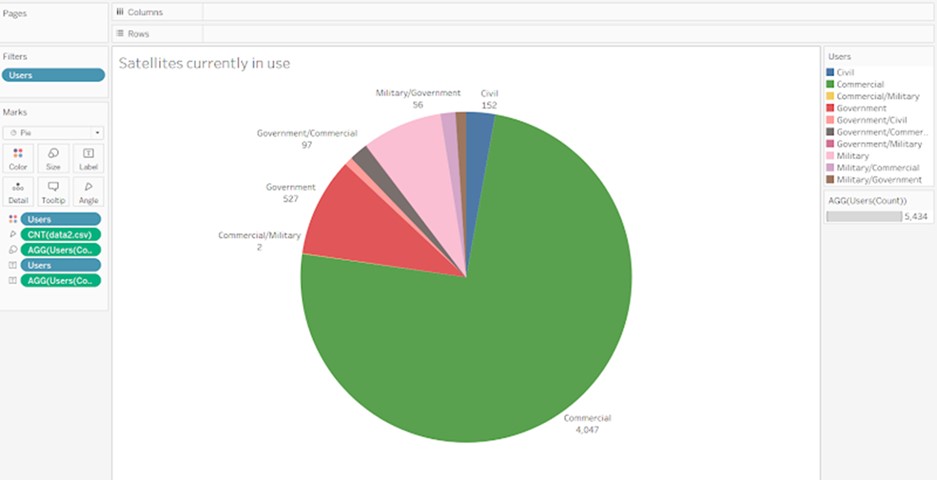 Pages
Columns
Rows
Filters
Users
Marks
Pie
Color
Size
Label
Detail
Tooltip
Angle
Users
CNT(data2.csv)
AGG(Users(Co..
Users
AGG(Users(Co..
Satellites currently in use
Military/Government
56
Civil
152
Government/Commercial
97
Government
527
Commercial/Military
2
Commercial
4,047
Users
Civil
Commercial
Commercial/Military
Government
Government/Civil
Government/Commer..
Government/Military
Military
Military/Commercial
Military/Government
AGG(Users(Count))
5,434